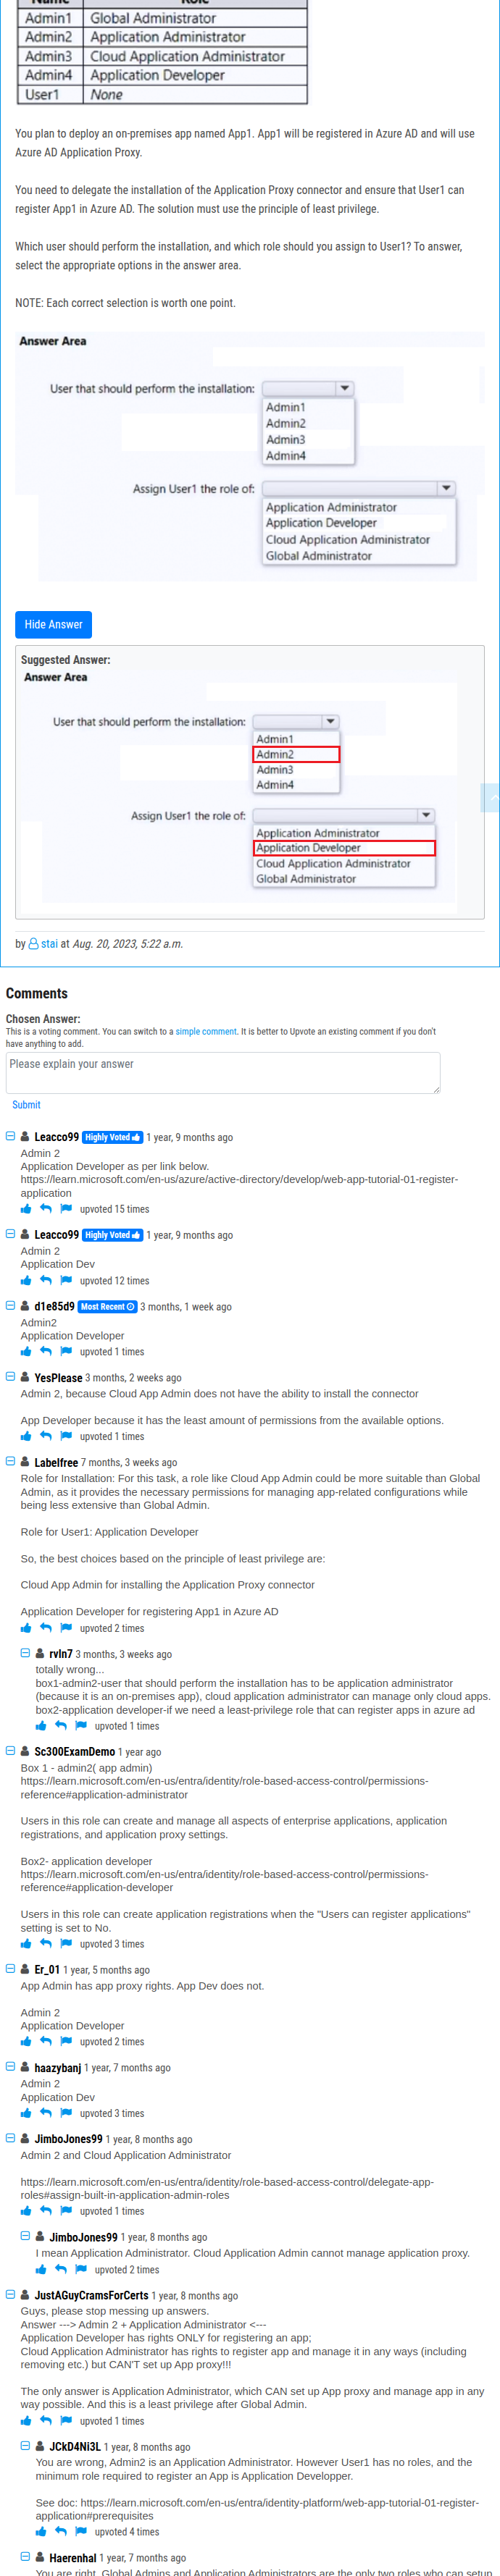 Name Role
Admin1 Global Administrator
Admin2 Application Administrator
Admin3 Cloud Application Administrator
Admin4 Application Developer
User1 None
You plan to deploy an on-premises app named App1. App1 will be registered in Azure AD and will use
Azure AD Application Proxy.
You need to delegate the installation of the Application Proxy connector and ensure that User1 can
register App1 in Azure AD. The solution must use the principle of least privilege.
Which user should perform the installation, and which role should you assign to User1? To answer,
select the appropriate options in the answer area.
NOTE: Each correct selection is worth one point.
Answer Area
User that should perform the installation:
Admin1
Admin2
Admin3
Admin4
Assign User1 the role of:
Application Administrator
Application Developer
Cloud Application Administrator
Global Administrator
Hide Answer
Suggested Answer:
Answer Area
User that should perform the installation:
Admin1
Admin2
Admin3
Admin4
Assign User1 the role of:
Application Administrator
Application Developer
Cloud Application Administrator
Global Administrator
by stai at Aug. 20, 2023, 5:22 a.m.
Comments
Chosen Answer:
This is a voting comment. You can switch to a simple comment. It is better to Upvote an existing comment if you don't
have anything to add.
Please explain your answer
Submit
Leacco99 Highly Voted 1 year, 9 months ago
Admin 2
Application Developer as per link below.
https://learn.microsoft.com/en-us/azure/active-directory/develop/web-app-tutorial-01-register-
application
upvoted 15 times
Leacco99 Highly Voted 1 year, 9 months ago
Admin 2
Application Dev
upvoted 12 times
d1e85d9 Most Recent 3 months, 1 week ago
Admin2
Application Developer
upvoted 1 times
YesPlease 3 months, 2 weeks ago
Admin 2, because Cloud App Admin does not have the ability to install the connector
App Developer because it has the least amount of permissions from the available options.
upvoted 1 times
Labelfree 7 months, 3 weeks ago
Role for Installation: For this task, a role like Cloud App Admin could be more suitable than Global
Admin, as it provides the necessary permissions for managing app-related configurations while
being less extensive than Global Admin.
Role for User1: Application Developer
So, the best choices based on the principle of least privilege are:
Cloud App Admin for installing the Application Proxy connector
Application Developer for registering App1 in Azure AD
upvoted 2 times
rvln7 3 months, 3 weeks ago
totally wrong...
box1-admin2-user that should perform the installation has to be application administrator
(because it is an on-premises app), cloud application administrator can manage only cloud apps.
box2-application developer-if we need a least-privilege role that can register apps in azure ad
upvoted 1 times
Sc300ExamDemo 1 year ago
Box 1 - admin2( app admin)
https://learn.microsoft.com/en-us/entra/identity/role-based-access-control/permissions-
reference#application-administrator
Users in this role can create and manage all aspects of enterprise applications, application
registrations, and application proxy settings.
Box2- application developer
https://learn.microsoft.com/en-us/entra/identity/role-based-access-control/permissions-
reference#application-developer
Users in this role can create application registrations when the "Users can register applications"
setting is set to No.
upvoted 3 times
Er_01 1 year, 5 months ago
App Admin has app proxy rights. App Dev does not.
Admin 2
Application Developer
upvoted 2 times
haazybanj 1 year, 7 months ago
Admin 2
Application Dev
upvoted 3 times
JimboJones99 1 year, 8 months ago
Admin 2 and Cloud Application Administrator
https://learn.microsoft.com/en-us/entra/identity/role-based-access-control/delegate-app-
roles#assign-built-in-application-admin-roles
upvoted 1 times
JimboJones99 1 year, 8 months ago
I mean Application Administrator. Cloud Application Admin cannot manage application proxy.
upvoted 2 times
JustAGuyCramsForCerts 1 year, 8 months ago
Guys, please stop messing up answers.
Answer ---> Admin 2 + Application Administrator <---
Application Developer has rights ONLY for registering an app;
Cloud Application Administrator has rights to register app and manage it in any ways (including
removing etc.) but CAN'T set up App proxy!!!
The only answer is Application Administrator, which CAN set up App proxy and manage app in any
way possible. And this is a least privilege after Global Admin.
upvoted 1 times
JCkD4Ni3L 1 year, 8 months ago
You are wrong, Admin2 is an Application Administrator. However User1 has no roles, and the
minimum role required to register an App is Application Developper.
See doc: https://learn.microsoft.com/en-us/entra/identity-platform/web-app-tutorial-01-register-
application#prerequisites
upvoted 4 times
Haerenhal 1 year, 7 months ago
You are right. Global Admins and Application Administrators are the only two roles who can setup